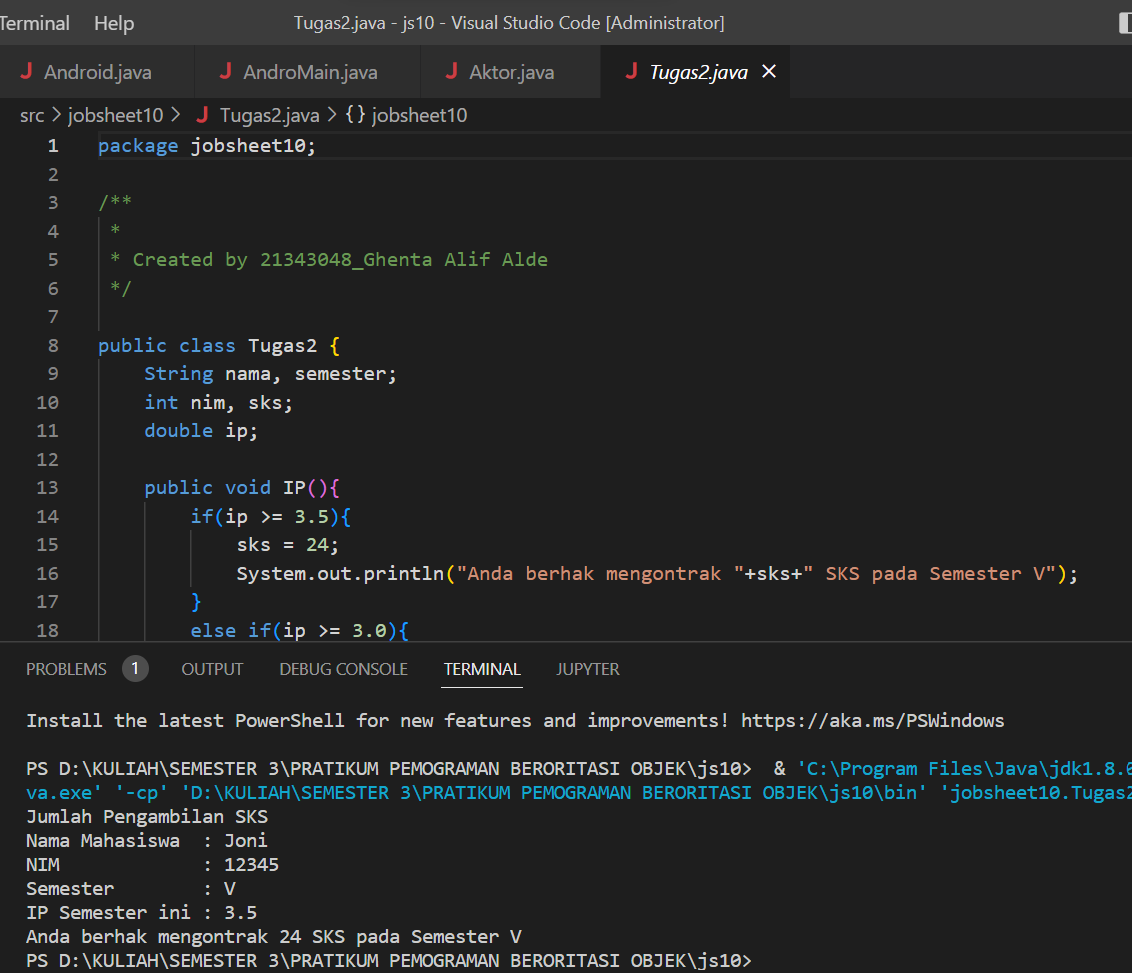 Terminal Help Tugas2.java - js10 - Visual Studio Code [Administrator]
J Android.java J AndroMain.java J Aktor.java J Tugas2.java ×
src > jobsheet10 > J Tugas2.java > {} jobsheet10
1 package jobsheet10;
2
3 /**
4 *
5 * Created by 21343048_Ghenta Alif Alde
6 */
7
8 public class Tugas2 {
9 String nama, semester;
10 int nim, sks;
11 double ip;
12
13 public void IP(){
14 if(ip >= 3.5){
15 sks = 24;
16 System.out.println("Anda berhak mengontrak "+sks+" SKS pada Semester V");
17 }
18 else if(ip >= 3.0){
PROBLEMS 1 OUTPUT DEBUG CONSOLE TERMINAL JUPYTER
Install the latest PowerShell for new features and improvements! https://aka.ms/PSWindows
PS D:\KULIAH\SEMESTER 3\PRATIKUM PEMOGRAMAN BERORITASI OBJEK\js10> & 'C:\Program Files\Java\jdk1.8.0
va.exe' '-cp' 'D:\KULIAH\SEMESTER 3\PRATIKUM PEMOGRAMAN BERORITASI OBJEK\js10\bin' 'jobsheet10.Tugas2
Jumlah Pengambilan SKS
Nama Mahasiswa : Joni
NIM : 12345
Semester : V
IP Semester ini : 3.5
Anda berhak mengontrak 24 SKS pada Semester V
PS D:\KULIAH\SEMESTER 3\PRATIKUM PEMOGRAMAN BERORITASI OBJEK\js10>